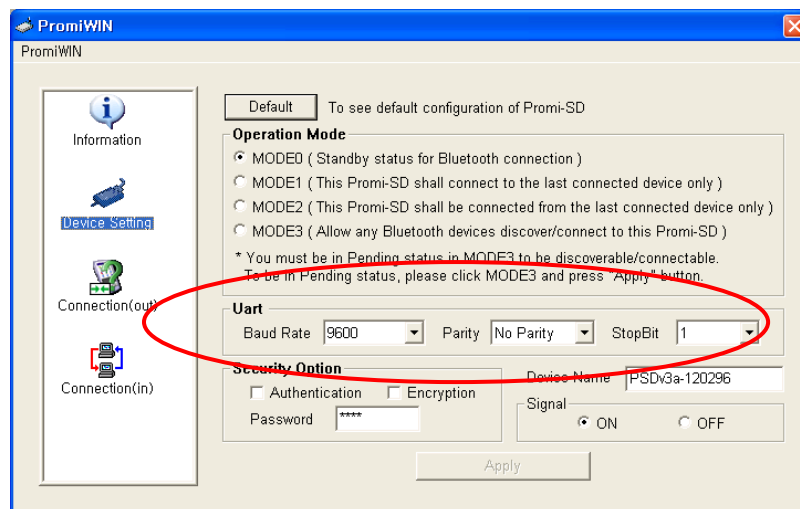 PromiWIN
PromiWIN
Information
Device Setting
Connection(out)
Connection(in)
Default To see default configuration of Promi-SD
Operation Mode
MODE0 ( Standby status for Bluetooth connection )
MODE1 ( This Promi-SD shall connect to the last connected device only )
MODE2 ( This Promi-SD shall be connected from the last connected device only )
MODE3 ( Allow any Bluetooth devices discover/connect to this Promi-SD )
* You must be in Pending status in MODE3 to be discoverable/connectable.
To be in Pending status, please click MODE3 and press "Apply" button.
Uart
Baud Rate 9600 Parity No Parity StopBit 1
Security Option
Authentication Encryption
Password ****
Device Name PSDv3a-120296
Signal
ON OFF
Apply